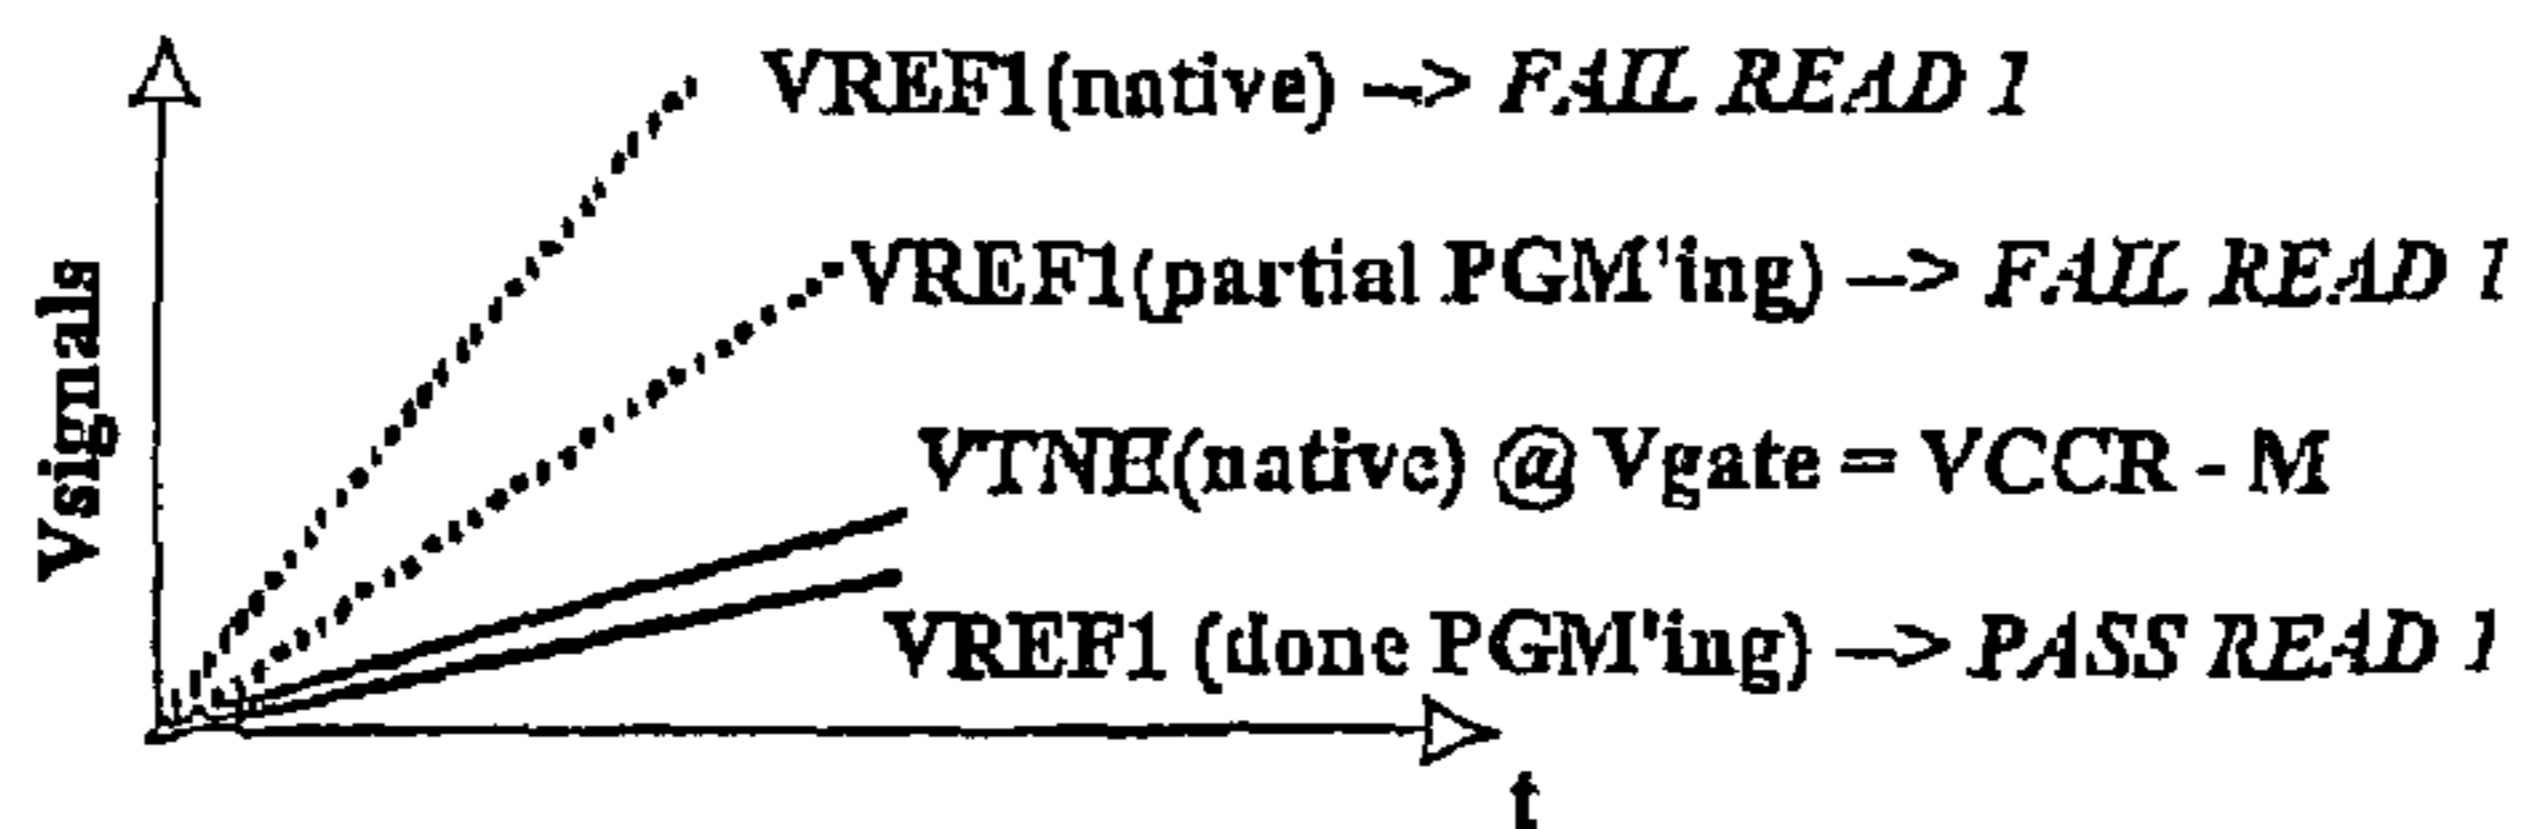 VREF1(native) --> FAIL READ 1
VREF1(partial PGM'ing) --> FAIL READ 1
VTNE(native) @ Vgate = VCCR - M
VREF1 (done PGM'ing) --> PASS READ 1
Vsignals
t